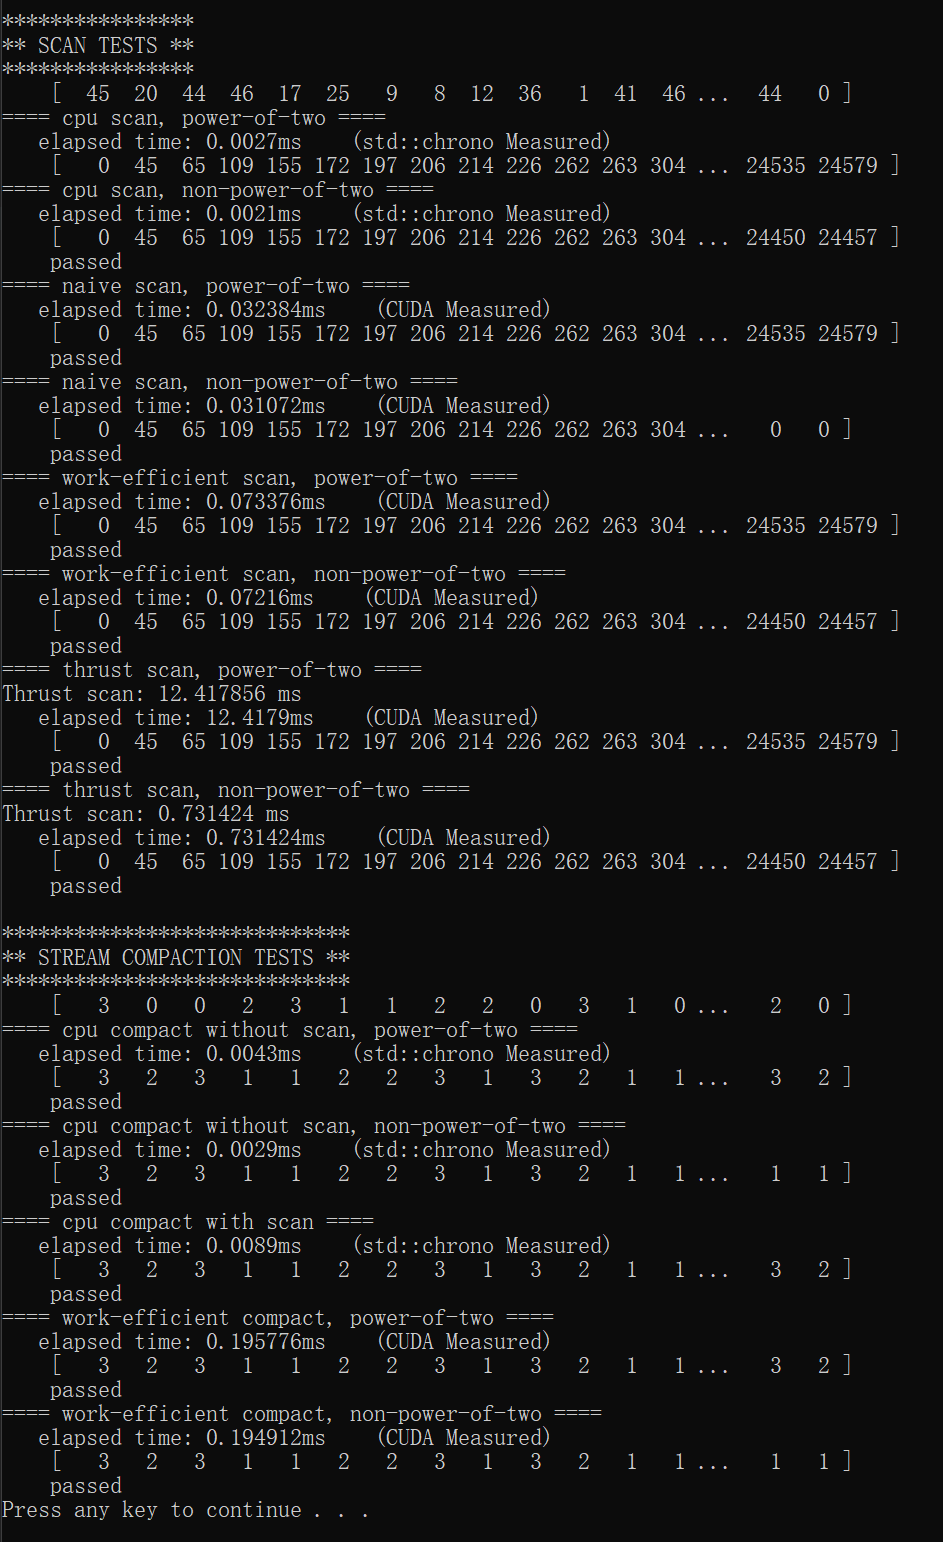 ****************
** SCAN TESTS **
****************
    [  45  20  44  46  17  25   9   8  12  36   1  41  46 ...  44   0 ]
==== cpu scan, power-of-two ====
   elapsed time: 0.0027ms    (std::chrono Measured)
    [   0  45  65 109 155 172 197 206 214 226 262 263 304 ... 24535 24579 ]
==== cpu scan, non-power-of-two ====
   elapsed time: 0.0021ms    (std::chrono Measured)
    [   0  45  65 109 155 172 197 206 214 226 262 263 304 ... 24450 24457 ]
    passed
==== naive scan, power-of-two ====
   elapsed time: 0.032384ms    (CUDA Measured)
    [   0  45  65 109 155 172 197 206 214 226 262 263 304 ... 24535 24579 ]
    passed
==== naive scan, non-power-of-two ====
   elapsed time: 0.031072ms    (CUDA Measured)
    [   0  45  65 109 155 172 197 206 214 226 262 263 304 ...   0   0 ]
    passed
==== work-efficient scan, power-of-two ====
   elapsed time: 0.073376ms    (CUDA Measured)
    [   0  45  65 109 155 172 197 206 214 226 262 263 304 ... 24535 24579 ]
    passed
==== work-efficient scan, non-power-of-two ====
   elapsed time: 0.07216ms    (CUDA Measured)
    [   0  45  65 109 155 172 197 206 214 226 262 263 304 ... 24450 24457 ]
    passed
==== thrust scan, power-of-two ====
Thrust scan: 12.417856 ms
   elapsed time: 12.4179ms    (CUDA Measured)
    [   0  45  65 109 155 172 197 206 214 226 262 263 304 ... 24535 24579 ]
    passed
==== thrust scan, non-power-of-two ====
Thrust scan: 0.731424 ms
   elapsed time: 0.731424ms    (CUDA Measured)
    [   0  45  65 109 155 172 197 206 214 226 262 263 304 ... 24450 24457 ]
    passed

*****************************
** STREAM COMPACTION TESTS **
*****************************
    [   3   0   0   2   3   1   1   2   2   0   3   1   0 ...   2   0 ]
==== cpu compact without scan, power-of-two ====
   elapsed time: 0.0043ms    (std::chrono Measured)
    [   3   2   3   1   1   2   2   3   1   3   2   1   1 ...   3   2 ]
    passed
==== cpu compact without scan, non-power-of-two ====
   elapsed time: 0.0029ms    (std::chrono Measured)
    [   3   2   3   1   1   2   2   3   1   3   2   1   1 ...   1   1 ]
    passed
==== cpu compact with scan ====
   elapsed time: 0.0089ms    (std::chrono Measured)
    [   3   2   3   1   1   2   2   3   1   3   2   1   1 ...   3   2 ]
    passed
==== work-efficient compact, power-of-two ====
   elapsed time: 0.195776ms    (CUDA Measured)
    [   3   2   3   1   1   2   2   3   1   3   2   1   1 ...   3   2 ]
    passed
==== work-efficient compact, non-power-of-two ====
   elapsed time: 0.194912ms    (CUDA Measured)
    [   3   2   3   1   1   2   2   3   1   3   2   1   1 ...   1   1 ]
    passed
Press any key to continue . . .